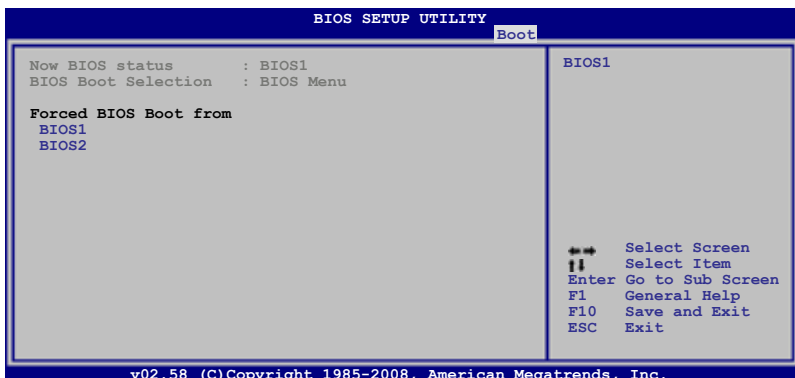 BIOS SETUP UTILITY
Boot
Now BIOS status : BIOS1
BIOS Boot Selection : BIOS Menu
Forced BIOS Boot from
BIOS1
BIOS2
BIOS1
←→ Select Screen
↑↓ Select Item
Enter Go to Sub Screen
F1 General Help
F10 Save and Exit
ESC Exit
v02.58 (C)Copyright 1985-2008, American Megatrends, Inc.